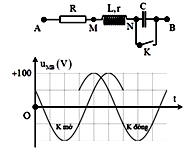 R L, r C
A M N B
K
u_MB (V)
+100
O t
K mở K đóng